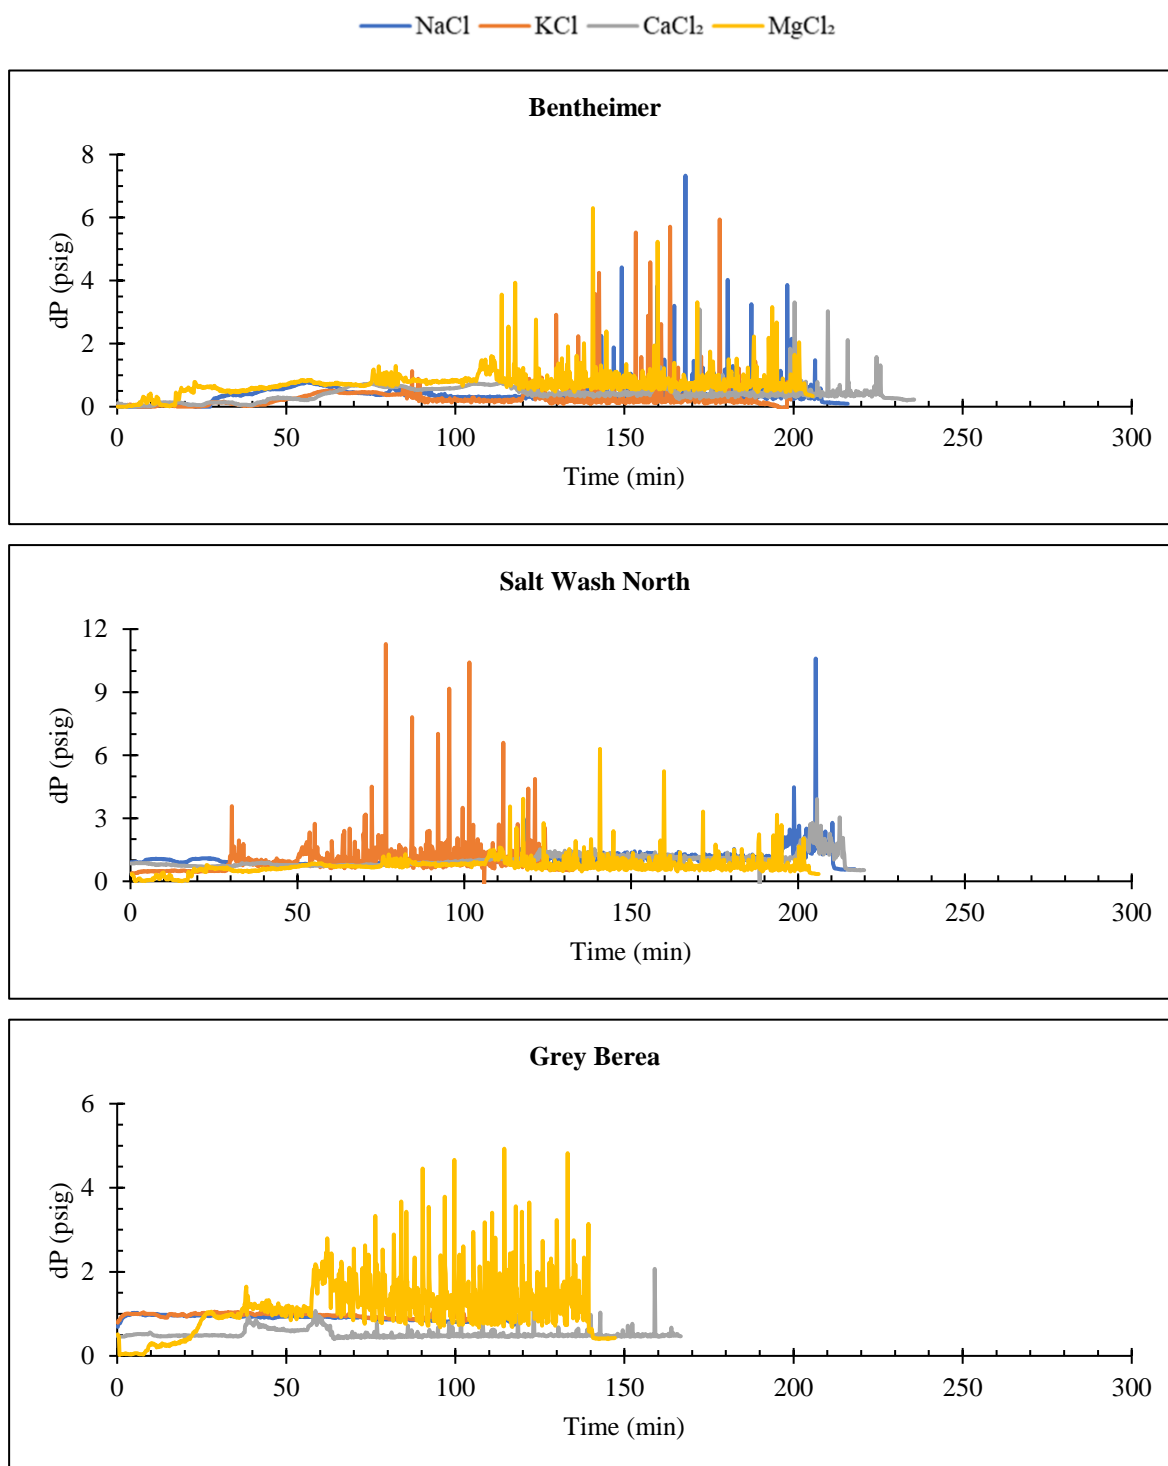 NaCl KCl CaCl₂ MgCl₂
Bentheimer
8
6
4
2
0
dP (psig)
0 50 100 150 200 250 300
Time (min)
Salt Wash North
12
9
6
3
0
dP (psig)
0 50 100 150 200 250 300
Time (min)
Grey Berea
6
4
2
0
dP (psig)
0 50 100 150 200 250 300
Time (min)